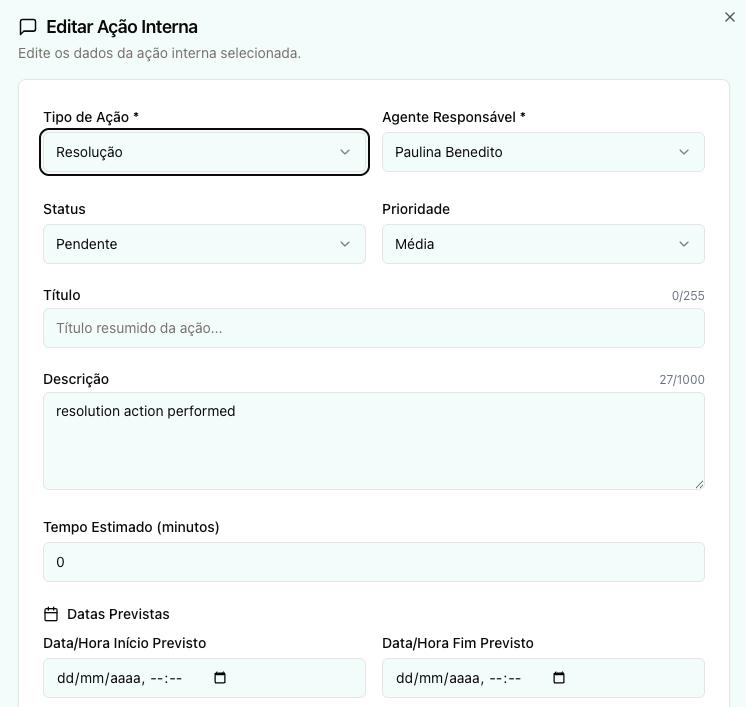 Editar Ação Interna
Edite os dados da ação interna selecionada.
Tipo de Ação *
Agente Responsável *
Resolução
Paulina Benedito
Status
Prioridade
Pendente
Média
Título
0/255
Título resumido da ação...
Descrição
27/1000
resolution action performed
Tempo Estimado (minutos)
0
Datas Previstas
Data/Hora Início Previsto
Data/Hora Fim Previsto
dd/mm/aaaa, --:--
dd/mm/aaaa, --:--